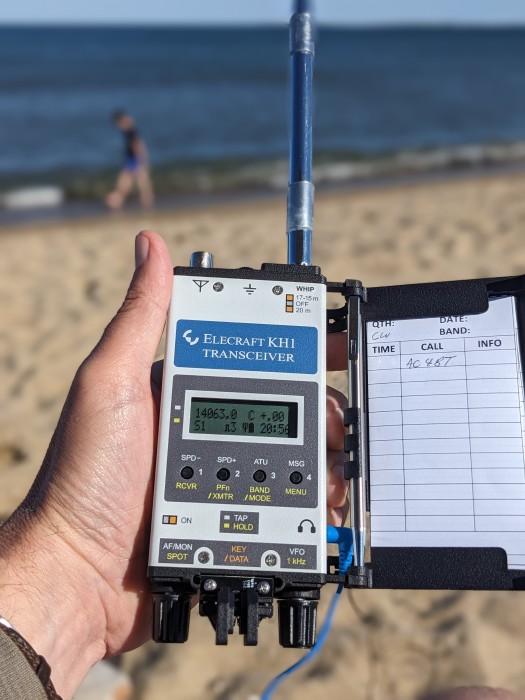 WHIP
17-15 m
OFF
20 m
ELECRAFT KH1
TRANSCEIVER
14063.0 C +.00
S1 20:56
SPD– 1 SPD+ 2 ATU 3 MSG 4
RCVR PFn /XMTR BAND /MODE MENU
ON TAP
HOLD
AF/MON KEY VFO
SPOT /DATA 1 kHz
QTH: DATE:
CW BAND:
TIME CALL INFO
AC4BT